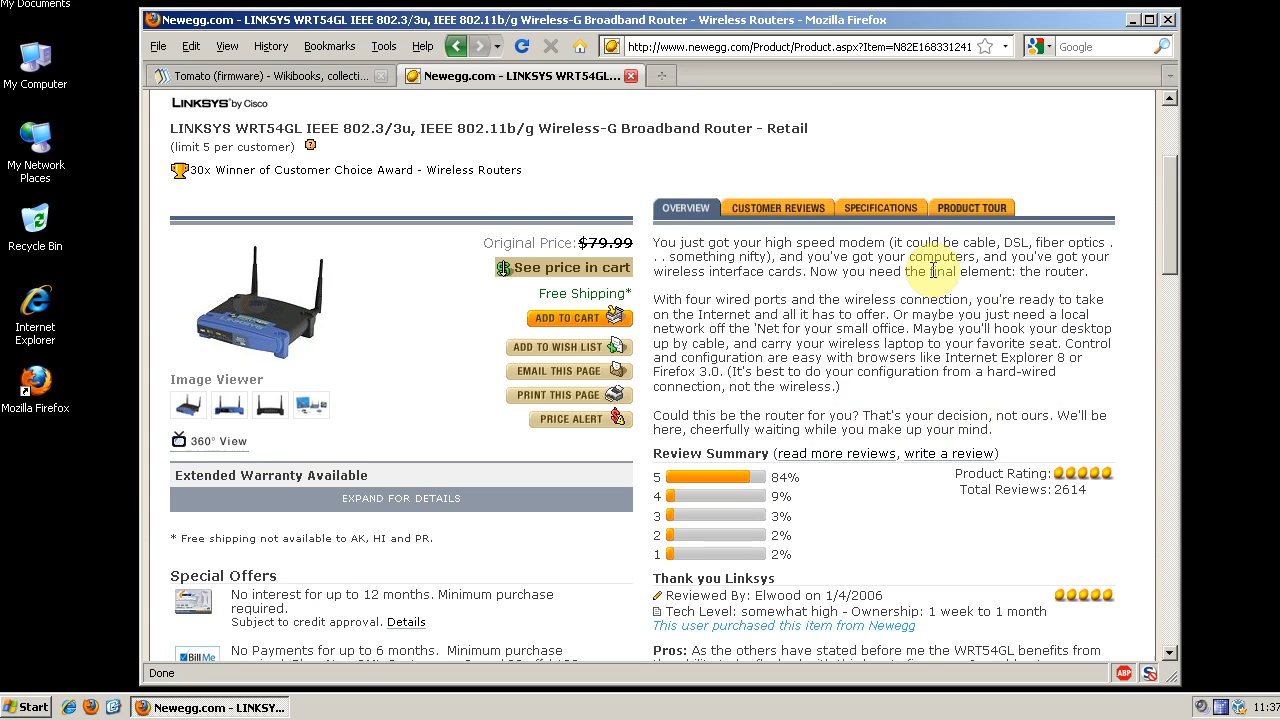 My Documents
My Computer
My Network
Places
Recycle Bin
Internet
Explorer
Mozilla Firefox
Newegg.com - LINKSYS WRT54GL IEEE 802.3/3u, IEEE 802.11b/g Wireless-G Broadband Router - Wireless Routers - Mozilla Firefox
File Edit View History Bookmarks Tools Help
http://www.newegg.com/Product/Product.aspx?Item=N82E168331241
Google
Tomato (firmware) - Wikibooks, collecti...
Newegg.com - LINKSYS WRT54GL...
LINKSYS by Cisco
LINKSYS WRT54GL IEEE 802.3/3u, IEEE 802.11b/g Wireless-G Broadband Router - Retail
(limit 5 per customer) ?
30x Winner of Customer Choice Award - Wireless Routers
Original Price: $79.99
See price in cart
Free Shipping*
ADD TO CART
ADD TO WISH LIST
EMAIL THIS PAGE
PRINT THIS PAGE
PRICE ALERT
Image Viewer
360° View
Extended Warranty Available
EXPAND FOR DETAILS
* Free shipping not available to AK, HI and PR.
Special Offers
No interest for up to 12 months. Minimum purchase
required.
Subject to credit approval. Details
Bill Me
No Payments for up to 6 months. Minimum purchase
OVERVIEW CUSTOMER REVIEWS SPECIFICATIONS PRODUCT TOUR
You just got your high speed modem (it could be cable, DSL, fiber optics .
. . something nifty), and you've got your computers, and you've got your
wireless interface cards. Now you need the final element: the router.
With four wired ports and the wireless connection, you're ready to take
on the Internet and all it has to offer. Or maybe you just need a local
network off the 'Net for your small office. Maybe you'll hook your desktop
up by cable, and carry your wireless laptop to your favorite seat. Control
and configuration are easy with browsers like Internet Explorer 8 or
Firefox 3.0. (It's best to do your configuration from a hard-wired
connection, not the wireless.)
Could this be the router for you? That's your decision, not ours. We'll be
here, cheerfully waiting while you make up your mind.
Review Summary (read more reviews, write a review)
5 84%
4 9%
3 3%
2 2%
1 2%
Product Rating:
Total Reviews: 2614
Thank you Linksys
Reviewed By: Elwood on 1/4/2006
Tech Level: somewhat high - Ownership: 1 week to 1 month
This user purchased this item from Newegg
Pros: As the others have stated before me the WRT54GL benefits from
Done
ABP
Start
Newegg.com - LINKSY...
11:37